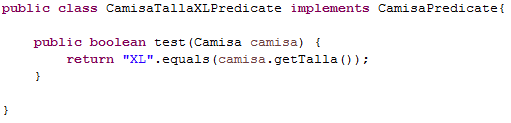 public class CamisaTallaXLPredicate implements CamisaPredicate{
public boolean test(Camisa camisa) {
return "XL".equals(camisa.getTalla());
}
}